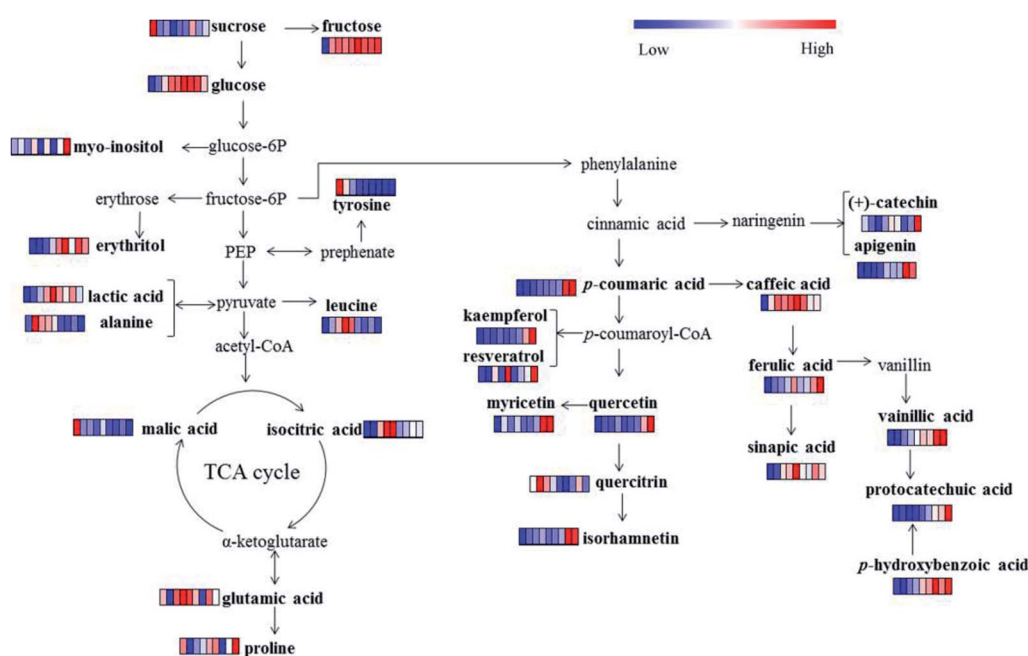 sucrose
fructose
Low
High
glucose
myo-inositol
glucose-6P
phenylalanine
erythrose
fructose-6P
tyrosine
cinnamic acid
naringenin
(+)-catechin
erythritol
PEP
prephenate
apigenin
lactic acid
pyruvate
leucine
p-coumaric acid
caffeic acid
alanine
kaempferol
p-coumaroyl-CoA
acetyl-CoA
resveratrol
ferulic acid
vanillin
myricetin
quercetin
malic acid
isocitric acid
vainillic acid
sinapic acid
TCA cycle
quercitrin
protocatechuic acid
α-ketoglutarate
isorhamnetin
p-hydroxybenzoic acid
glutamic acid
proline